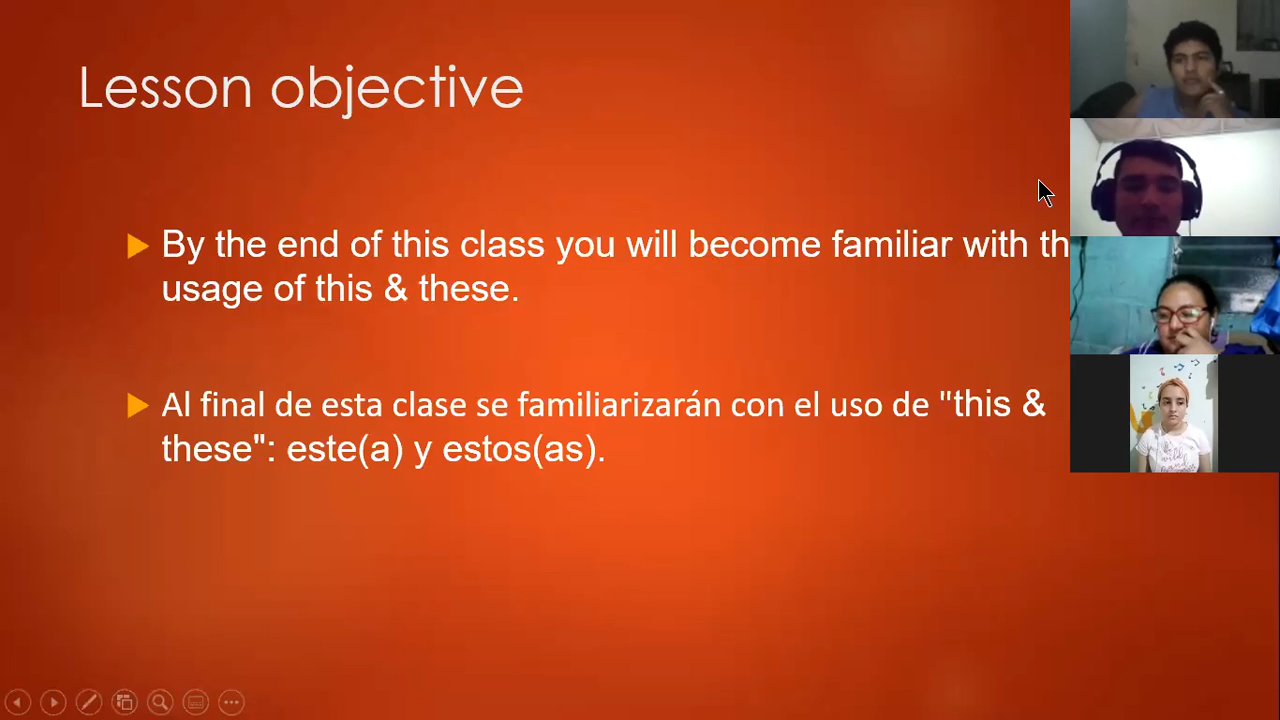 Lesson objective
By the end of this class you will become familiar with th
usage of this & these.
Al final de esta clase se familiarizarán con el uso de "this &
these": este(a) y estos(as).